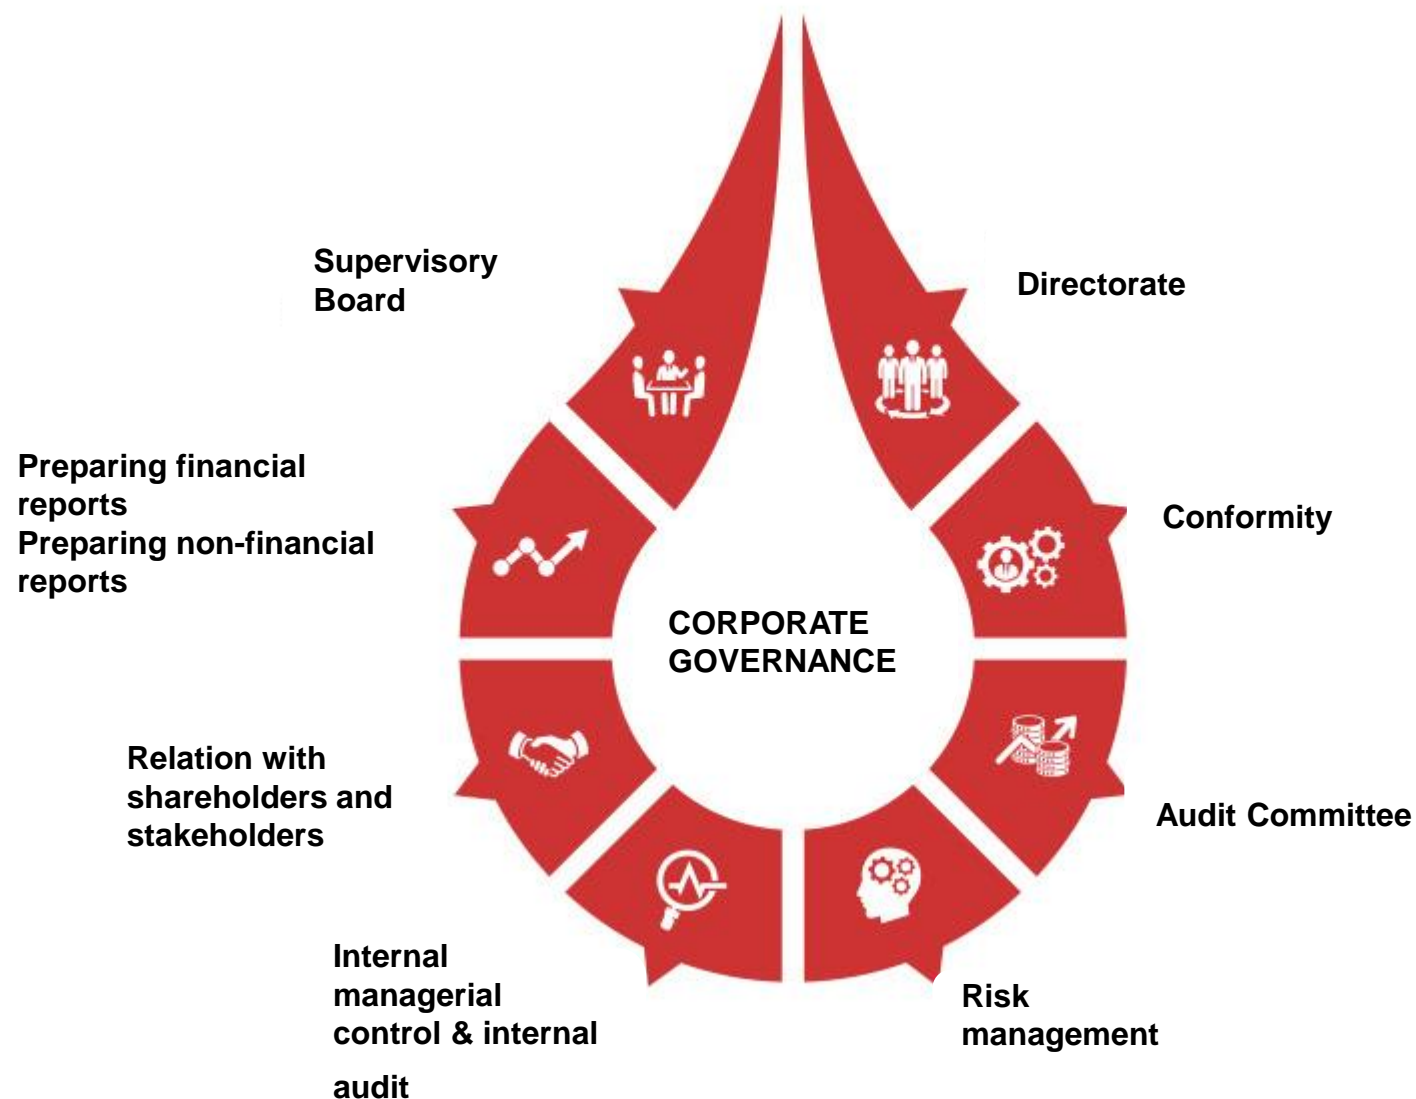 Supervisory
Board
Directorate
Preparing financial
reports
Preparing non-financial
reports
Conformity
CORPORATE
GOVERNANCE
Relation with
shareholders and
stakeholders
Audit Committee
Internal
managerial
control & internal
audit
Risk
management